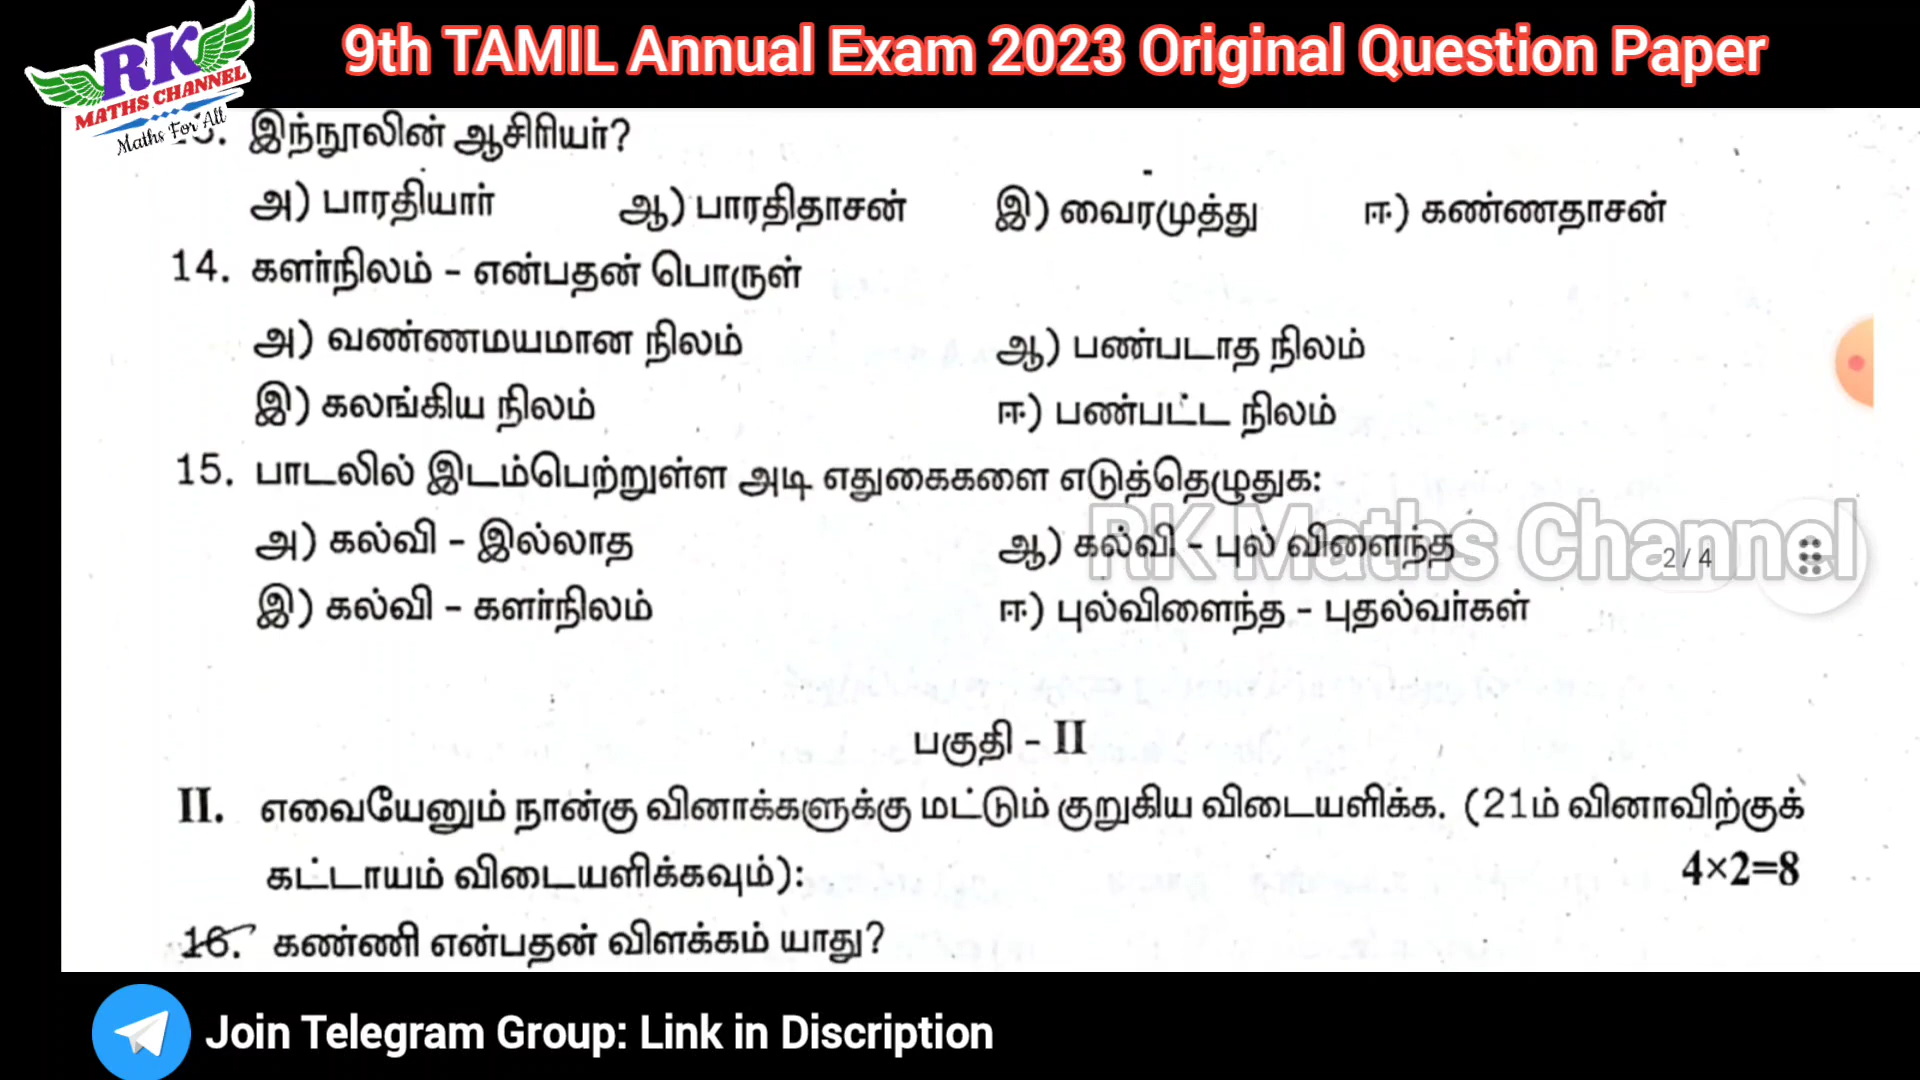 RK
MATHS CHANNEL
Maths For All
9th TAMIL Annual Exam 2023 Original Question Paper
இந்நூலின் ஆசிரியர்?
அ) பாரதியார் ஆ) பாரதிதாசன் இ) வைரமுத்து ஈ) கண்ணதாசன்
14. களர்நிலம் - என்பதன் பொருள்
அ) வண்ணமயமான நிலம் ஆ) பண்படாத நிலம்
இ) கலங்கிய நிலம் ஈ) பண்பட்ட நிலம்
15. பாடலில் இடம்பெற்றுள்ள அடி எதுகைகளை எடுத்தெழுதுக:
அ) கல்வி - இல்லாத ஆ) கல்வி - புல் விளைந்த
RK Maths Channel
2 / 4
இ) கல்வி - களர்நிலம் ஈ) புல்விளைந்த - புதல்வர்கள்
பகுதி - II
II. எவையேனும் நான்கு வினாக்களுக்கு மட்டும் குறுகிய விடையளிக்க. (21ம் வினாவிற்குக்
கட்டாயம் விடையளிக்கவும்): 4×2=8
16. கண்ணி என்பதன் விளக்கம் யாது?
Join Telegram Group: Link in Discription